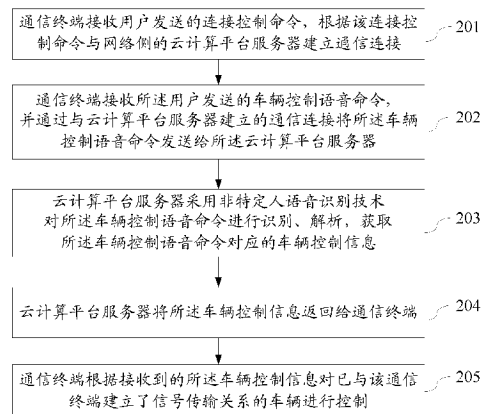 通信终端接收用户发送的连接控制命令，根据该连接控
制命令与网络侧的云计算平台服务器建立通信连接
201
通信终端接收所述用户发送的车辆控制语音命令，
并通过与云计算平台服务器建立的通信连接将所述车辆
控制语音命令发送给所述云计算平台服务器
202
云计算平台服务器采用非特定人语音识别技术
对所述车辆控制语音命令进行识别、解析，获取
所述车辆控制语音命令对应的车辆控制信息
203
云计算平台服务器将所述车辆控制信息返回给通信终端
204
通信终端根据接收到的所述车辆控制信息对已与该通信
终端建立了信号传输关系的车辆进行控制
205